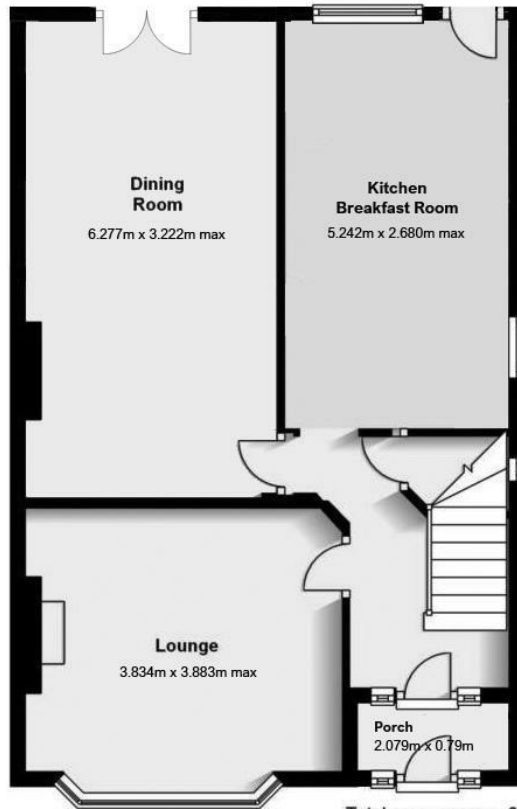 Dining
Room
6.277m x 3.222m max
Kitchen
Breakfast Room
5.242m x 2.680m max
Lounge
3.834m x 3.883m max
Porch
2.079m x 0.79m